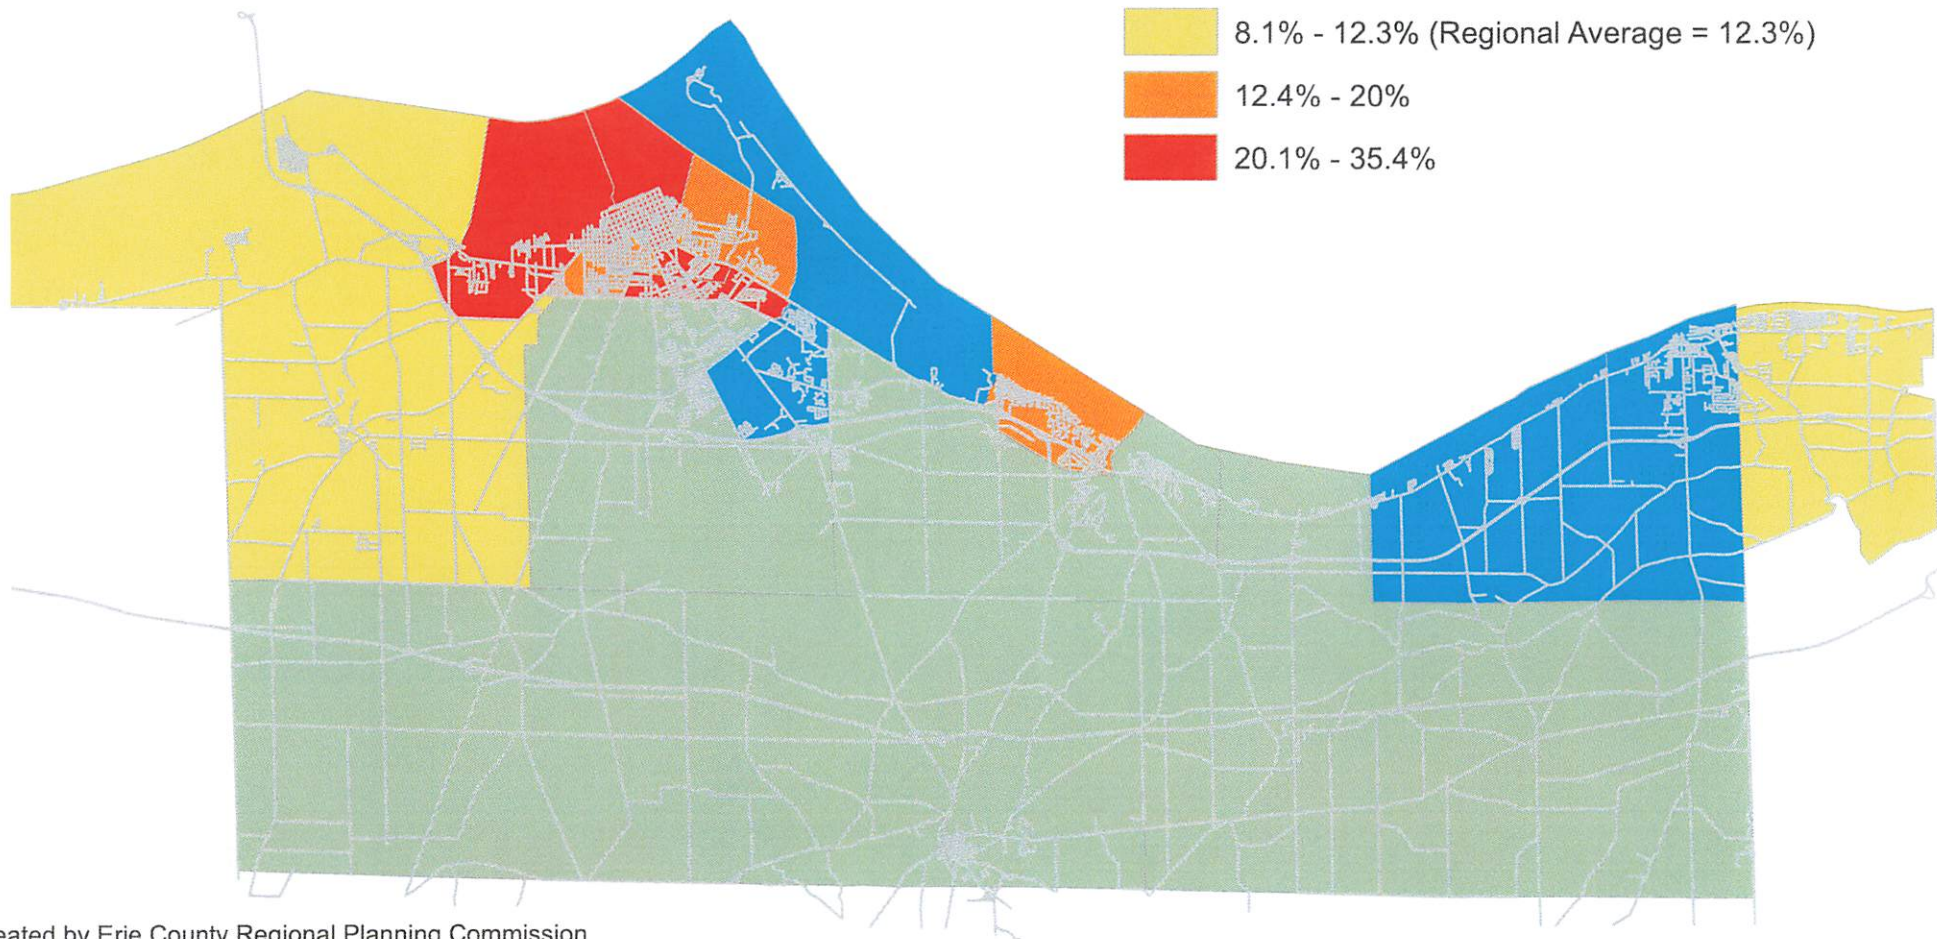 8.1% - 12.3% (Regional Average = 12.3%)
12.4% - 20%
20.1% - 35.4%
eated by Erie County Regional Planning Commission